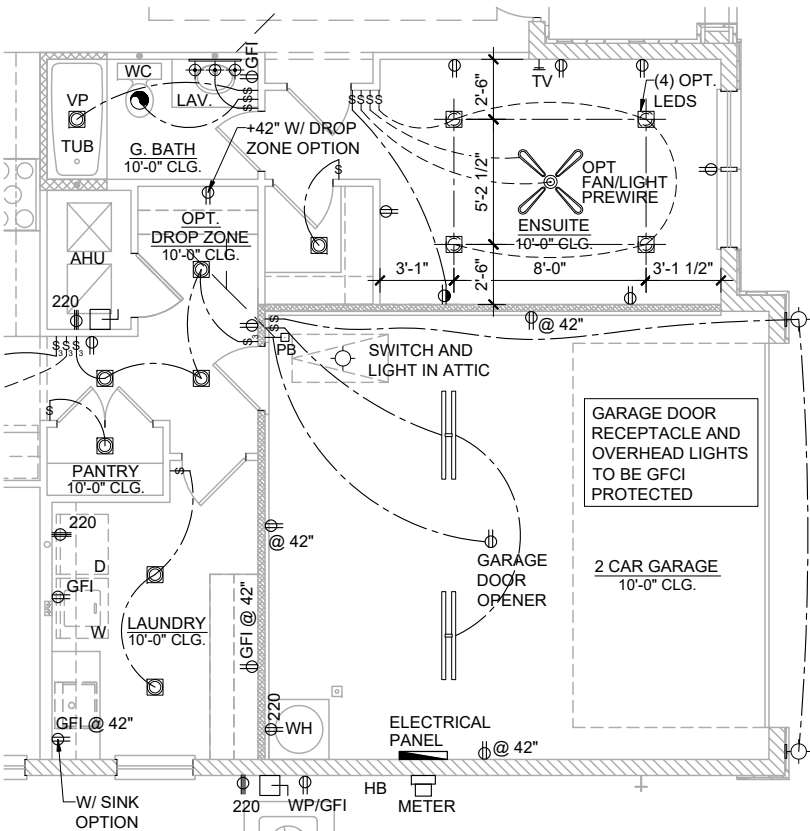 GFI
WC
LAV.
VP
TUB
G. BATH
10'-0" CLG.
SSS
SSSS
TV
2'-6"
(4) OPT.
LEDS
+42" W/ DROP
ZONE OPTION
S
5'-2 1/2"
OPT
FAN/LIGHT
PREWIRE
ENSUITE
10'-0" CLG.
OPT.
DROP ZONE
10'-0" CLG.
AHU
3'-1"
2'-6"
8'-0"
3'-1 1/2"
220
S3S3S3
S
PB
@ 42"
SWITCH AND
LIGHT IN ATTIC
S
GARAGE DOOR
RECEPTACLE AND
OVERHEAD LIGHTS
TO BE GFCI
PROTECTED
PANTRY
10'-0" CLG.
S
220
@ 42"
D
GFI
W
GARAGE
DOOR
OPENER
2 CAR GARAGE
10'-0" CLG.
LAUNDRY
10'-0" CLG.
GFI @ 42"
GFI @ 42"
220
WH
ELECTRICAL
PANEL
@ 42"
W/ SINK
OPTION
220
WP/GFI
HB
METER